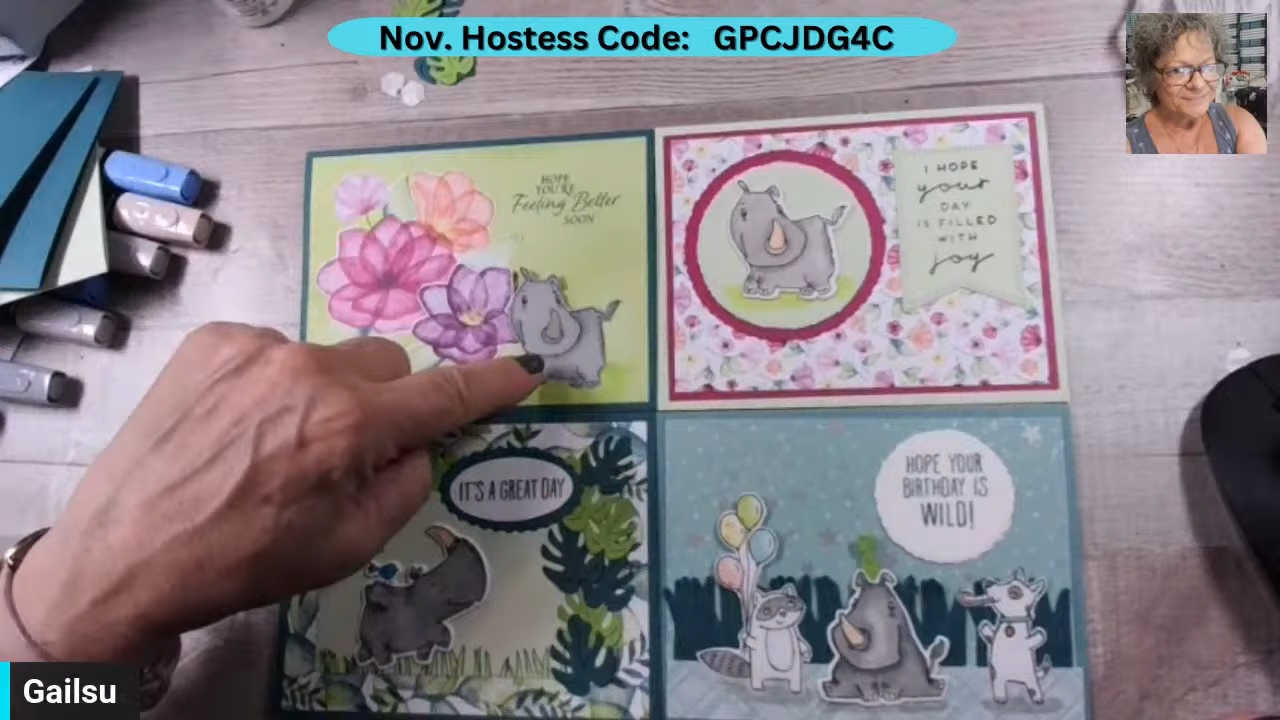 Nov. Hostess Code: GPCJDG4C
HOPE
YOU'RE
Feeling Better
SOON
I HOPE
your
DAY
IS FILLED
WITH
joy
IT'S A GREAT DAY
HOPE YOUR
BIRTHDAY IS
WILD!
Gailsu